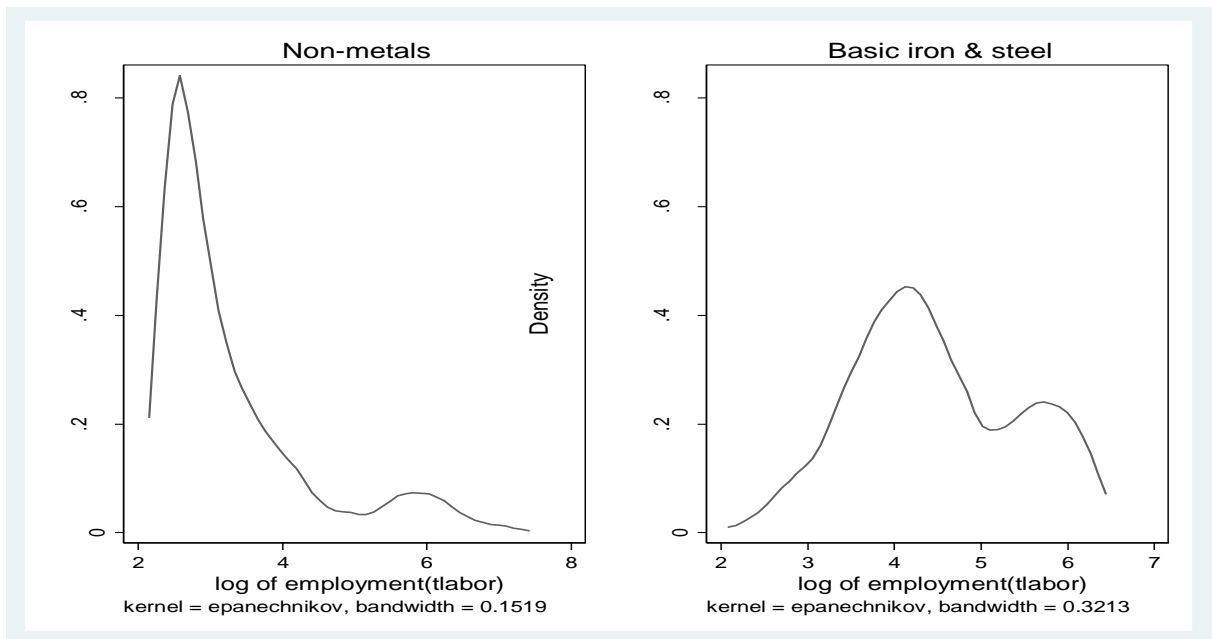 Non-metals
.8
.6
.4
.2
0
2 4 6 8
log of employment(tlabor)
kernel = epanechnikov, bandwidth = 0.1519
Density
Basic iron & steel
.8
.6
.4
.2
0
2 3 4 5 6 7
log of employment(tlabor)
kernel = epanechnikov, bandwidth = 0.3213